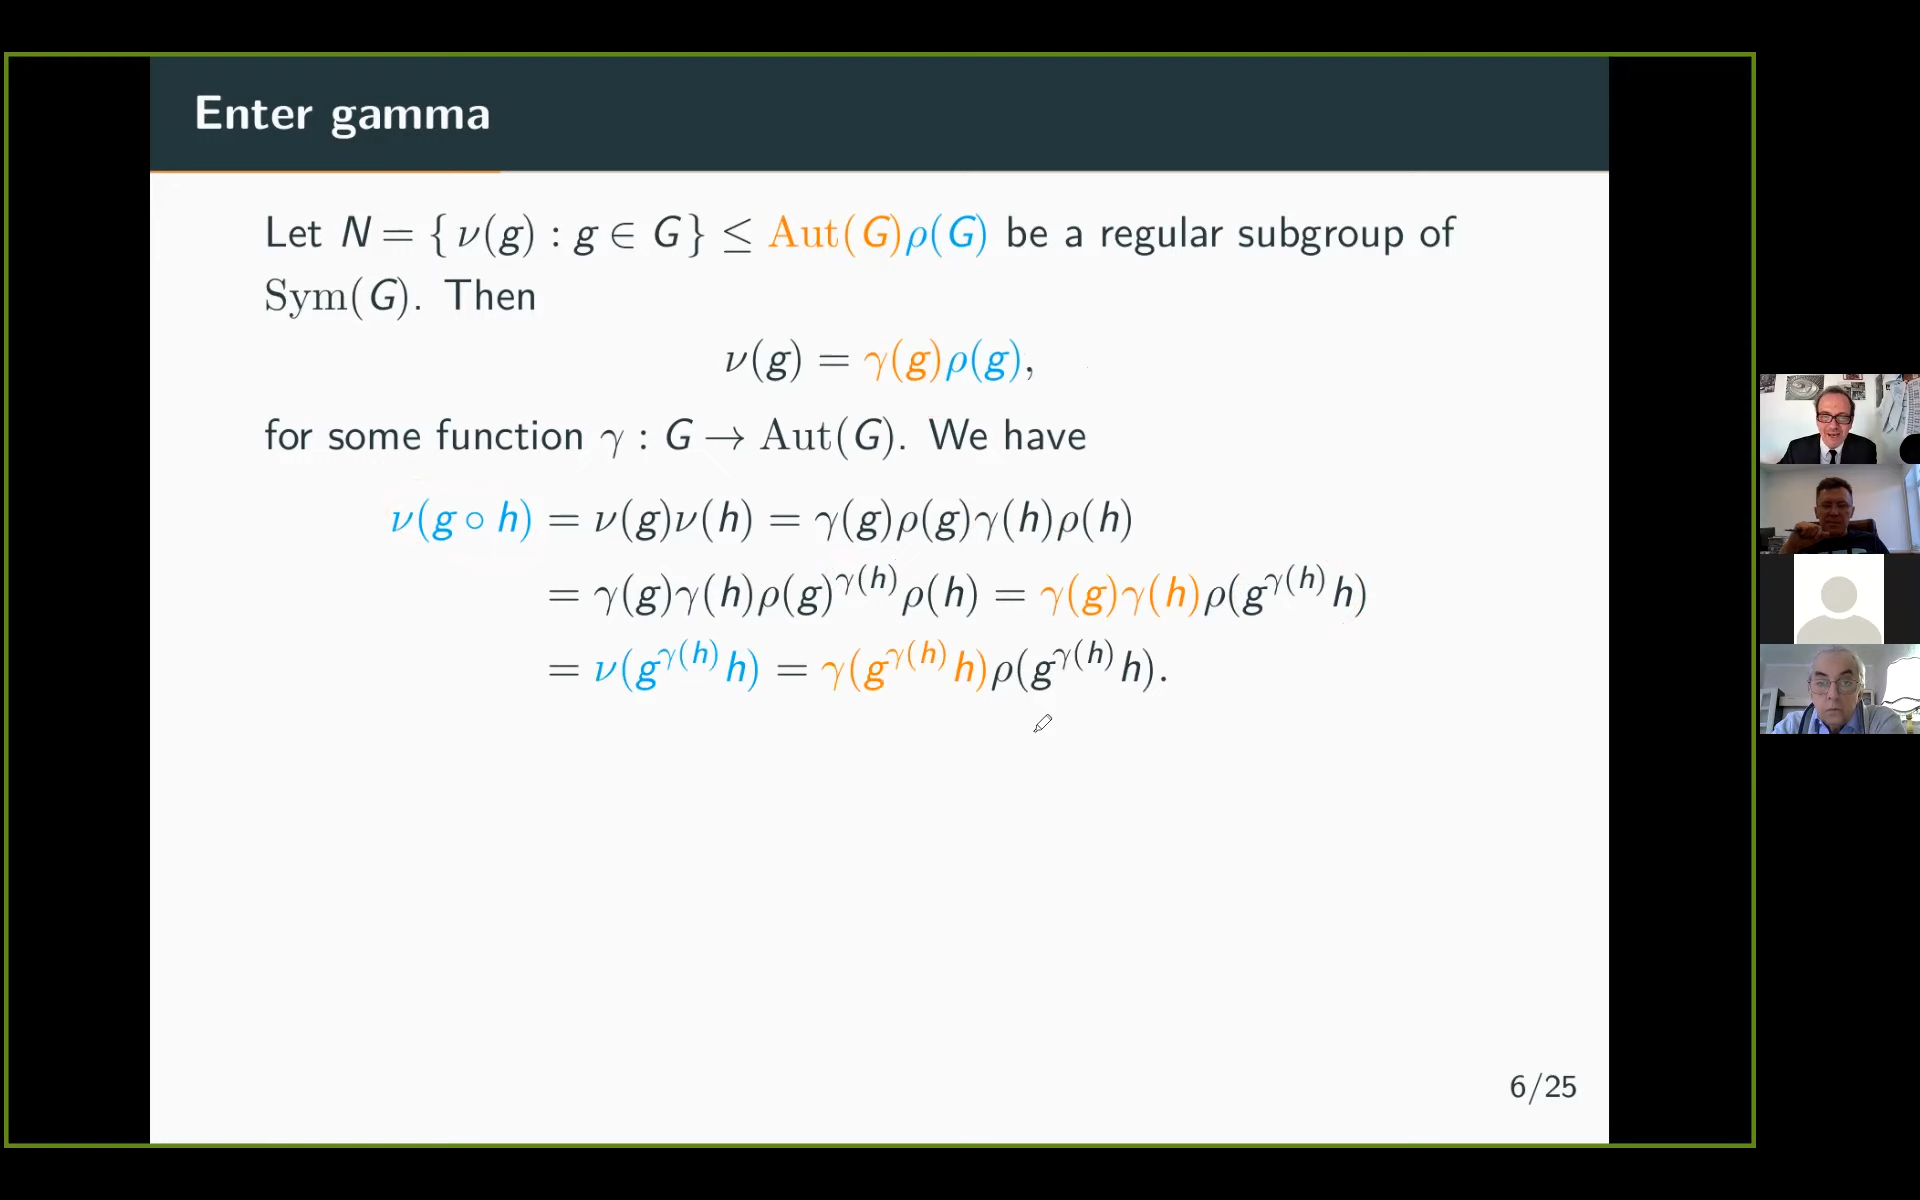 Enter gamma
Let N = { ν(g) : g ∈ G } ≤ Aut(G)ρ(G) be a regular subgroup of
Sym(G). Then
ν(g) = γ(g)ρ(g),
for some function γ : G → Aut(G). We have
ν(g ∘ h) = ν(g)ν(h) = γ(g)ρ(g)γ(h)ρ(h)
= γ(g)γ(h)ρ(g)^{γ(h)}ρ(h) = γ(g)γ(h)ρ(g^{γ(h)}h)
= ν(g^{γ(h)}h) = γ(g^{γ(h)}h)ρ(g^{γ(h)}h).
6/25